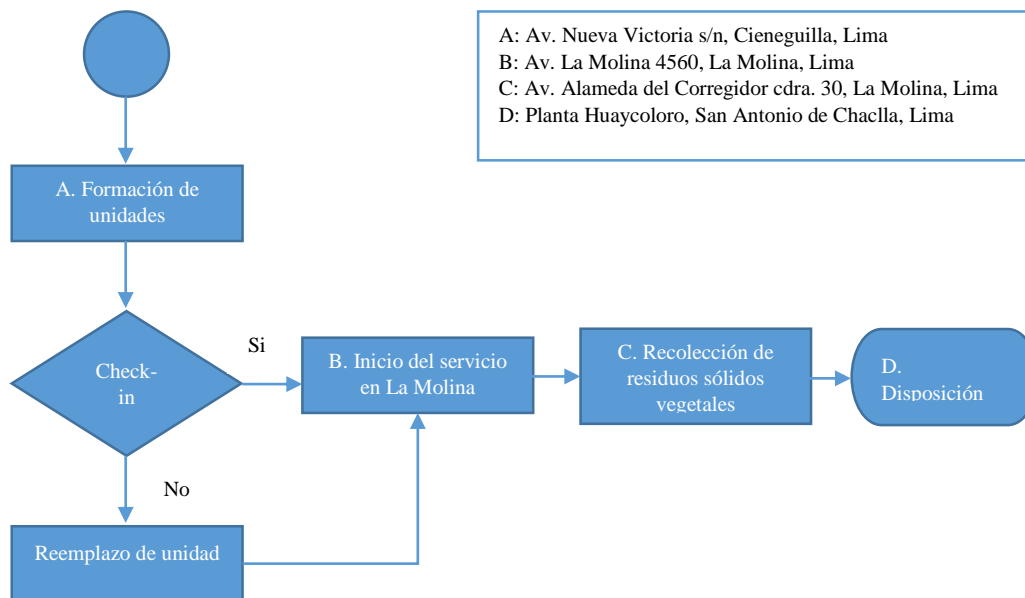 A: Av. Nueva Victoria s/n, Cieneguilla, Lima
B: Av. La Molina 4560, La Molina, Lima
C: Av. Alameda del Corregidor cdra. 30, La Molina, Lima
D: Planta Huaycoloro, San Antonio de Chaclla, Lima
A. Formación de
unidades
Check-
in
Si
No
Reemplazo de unidad
B. Inicio del servicio
en La Molina
C. Recolección de
residuos sólidos
vegetales
D.
Disposición